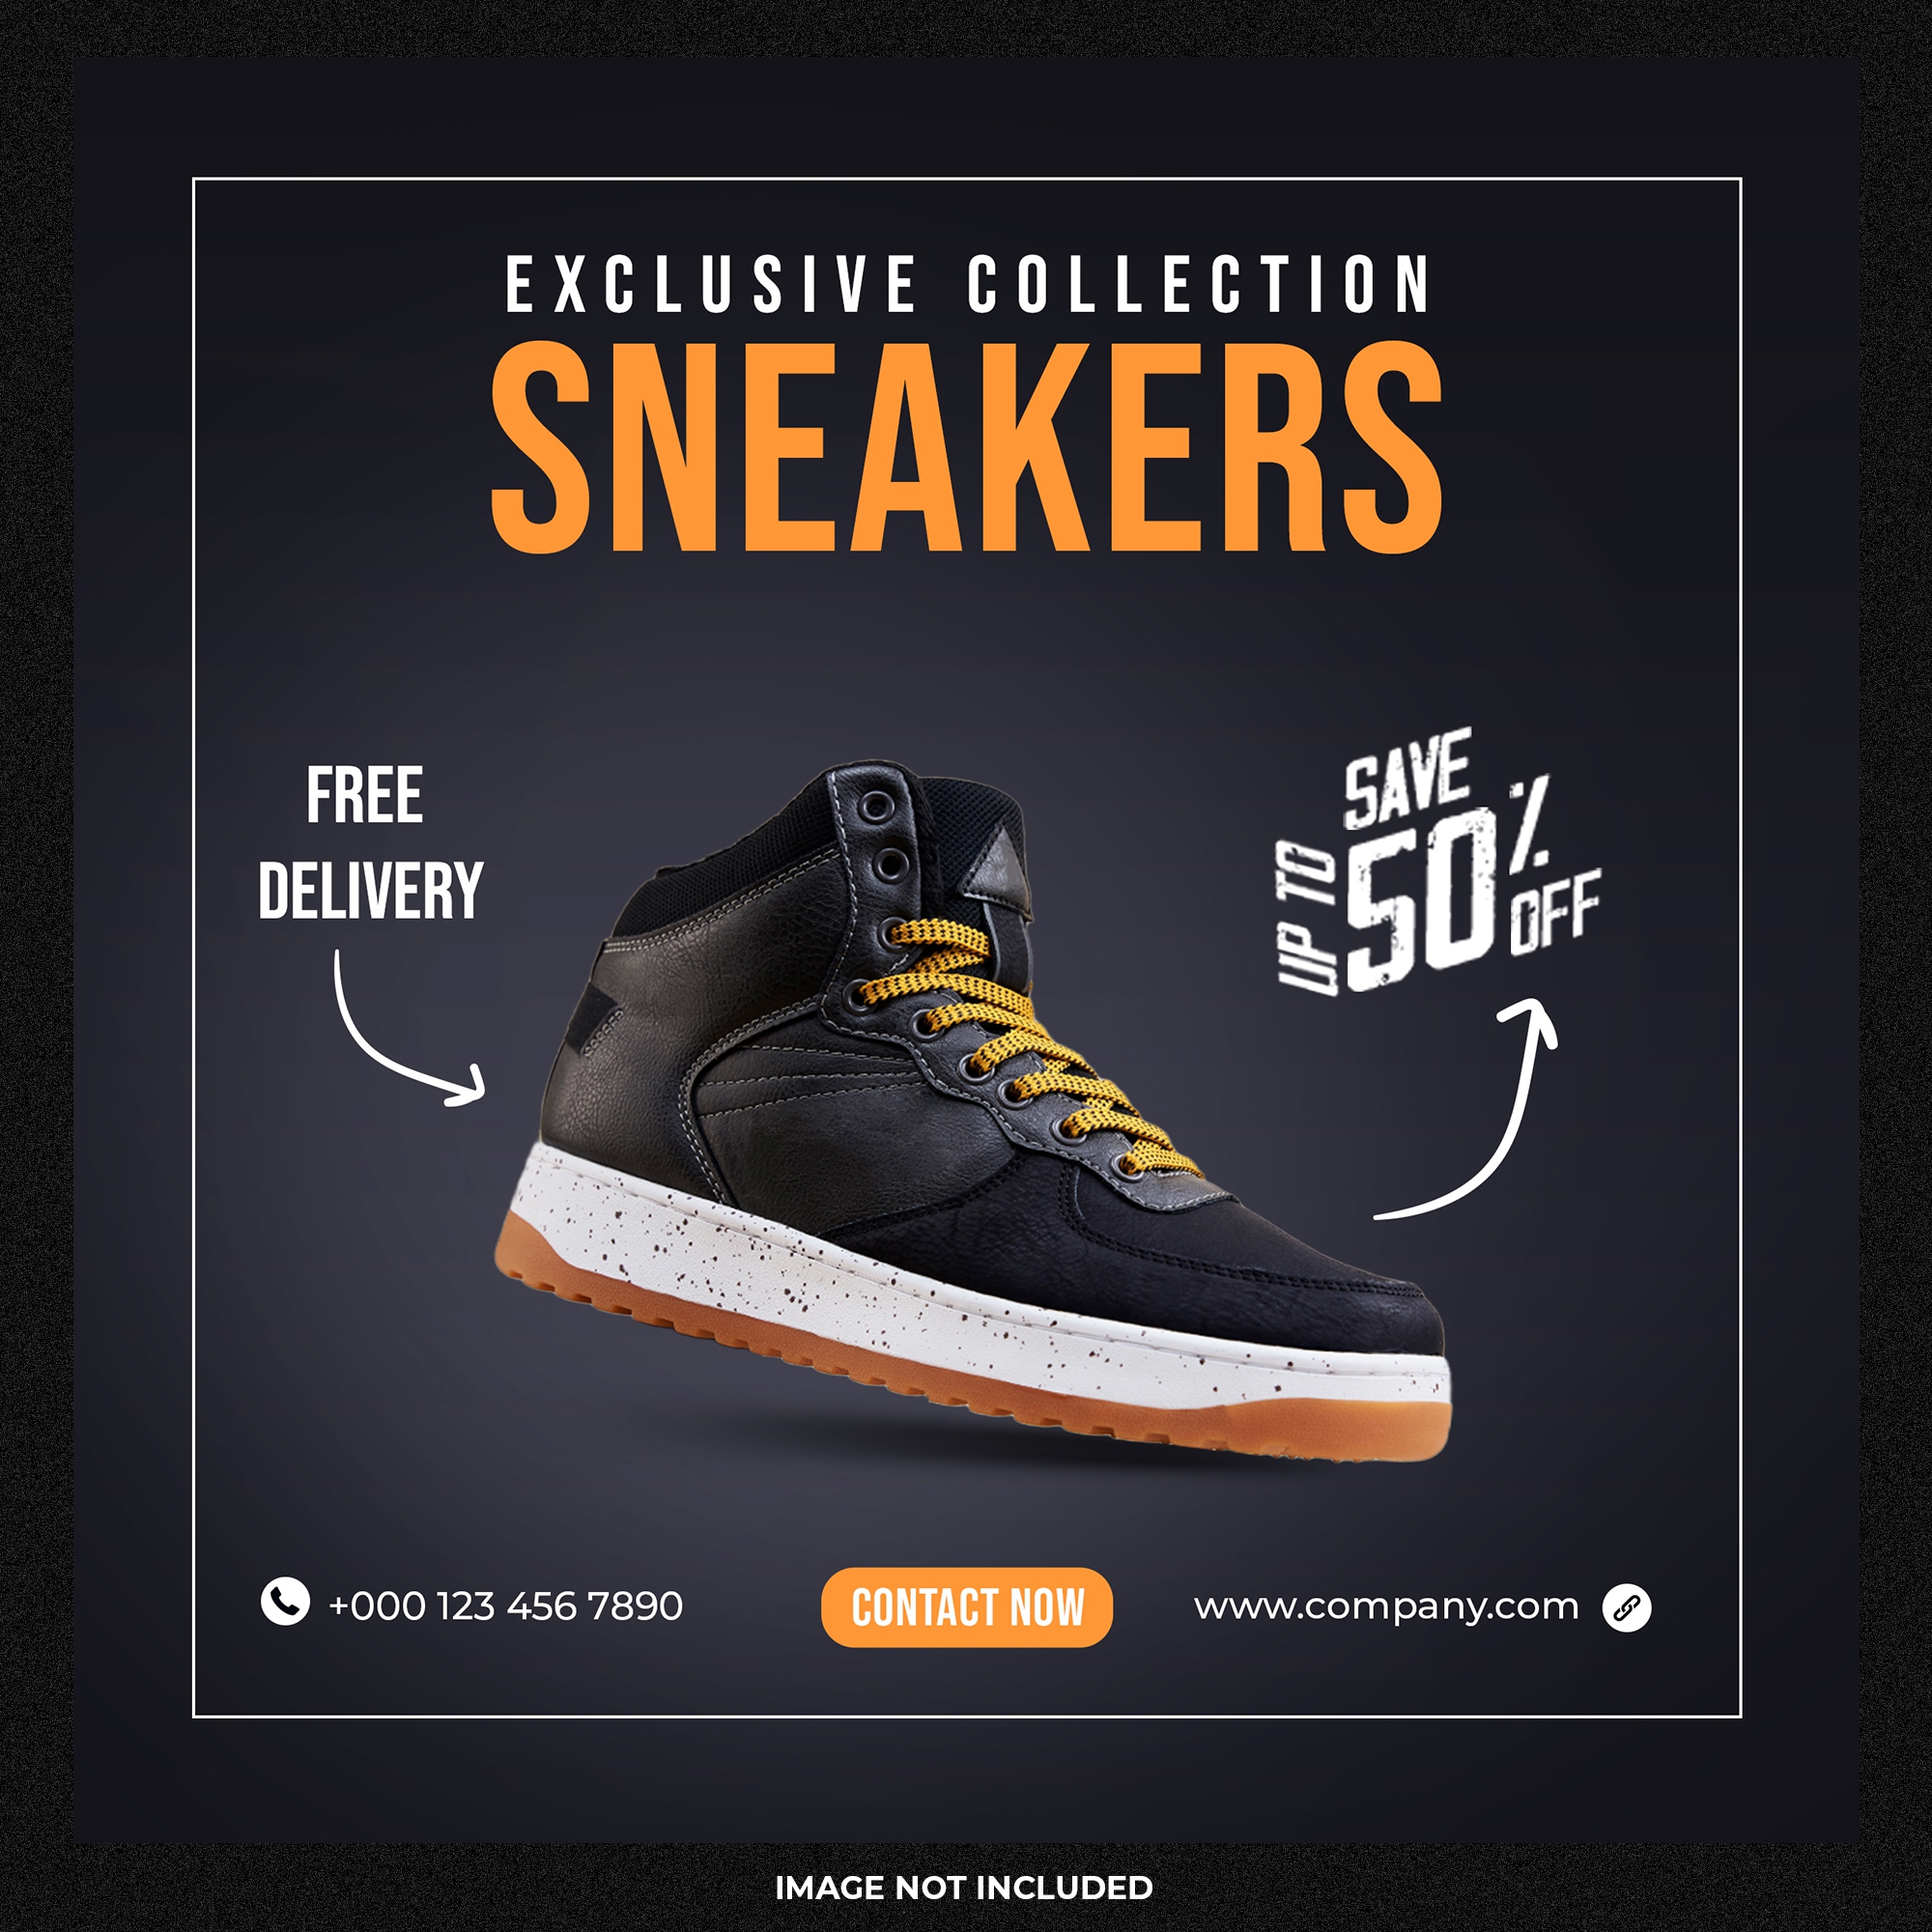 EXCLUSIVE COLLECTION
SNEAKERS
FREE
DELIVERY
SAVE
UP TO
50%
OFF
+000 123 456 7890
CONTACT NOW
www.company.com
IMAGE NOT INCLUDED